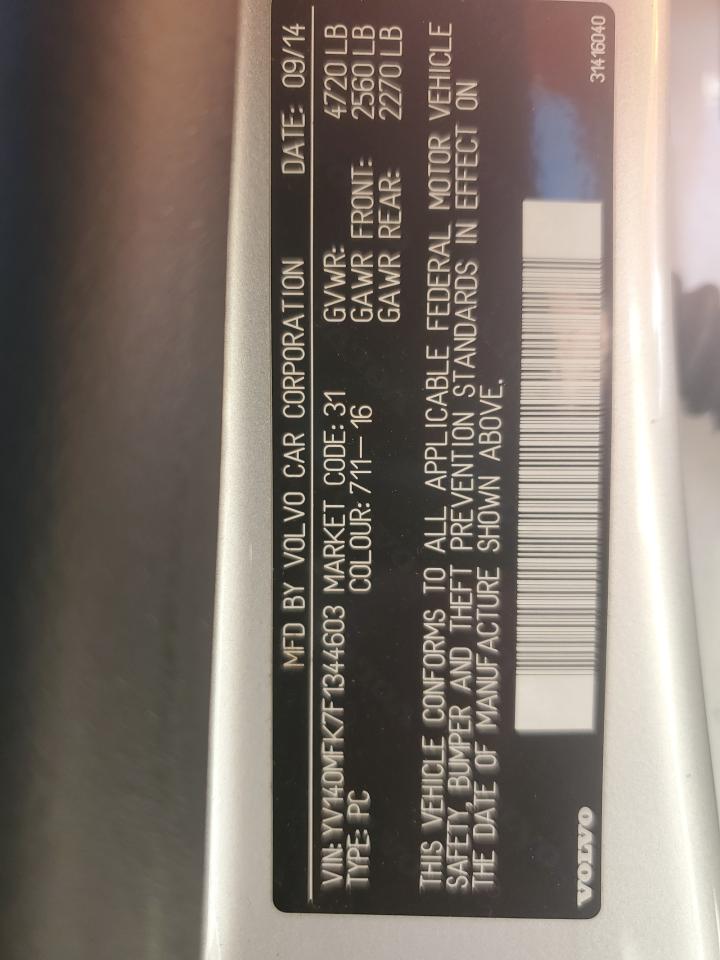 MFD BY VOLVO CAR CORPORATION DATE: 09/14
VIN: YV140MFK7F1344603 MARKET CODE: 31 GVWR: 4720 LB
TYPE: PC COLOUR: 711-16 GAWR FRONT: 2560 LB
GAWR REAR: 2270 LB
THIS VEHICLE CONFORMS TO ALL APPLICABLE FEDERAL MOTOR VEHICLE
SAFETY, BUMPER AND THEFT PREVENTION STANDARDS IN EFFECT ON
THE DATE OF MANUFACTURE SHOWN ABOVE.
VOLVO
31416040